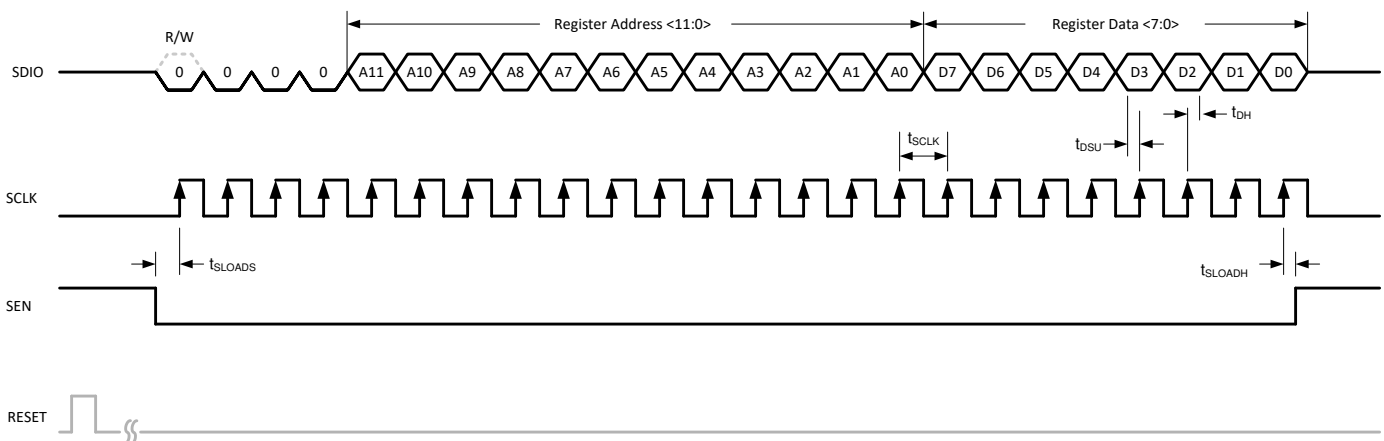 Register Address <11:0> Register Data <7:0>
R/W
SDIO 0 0 0 0 A11 A10 A9 A8 A7 A6 A5 A4 A3 A2 A1 A0 D7 D6 D5 D4 D3 D2 D1 D0
tDH
tSCLK
tDSU
SCLK
tSLOADS tSLOADH
SEN
RESET